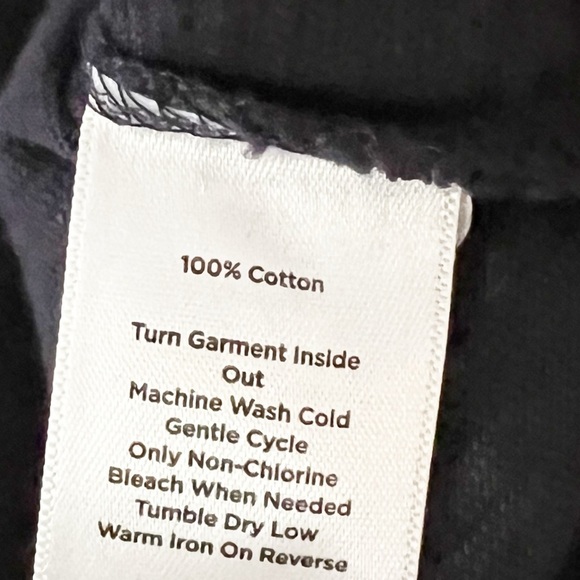 100% Cotton
Turn Garment Inside
Out
Machine Wash Cold
Gentle Cycle
Only Non-Chlorine
Bleach When Needed
Tumble Dry Low
Warm Iron On Reverse